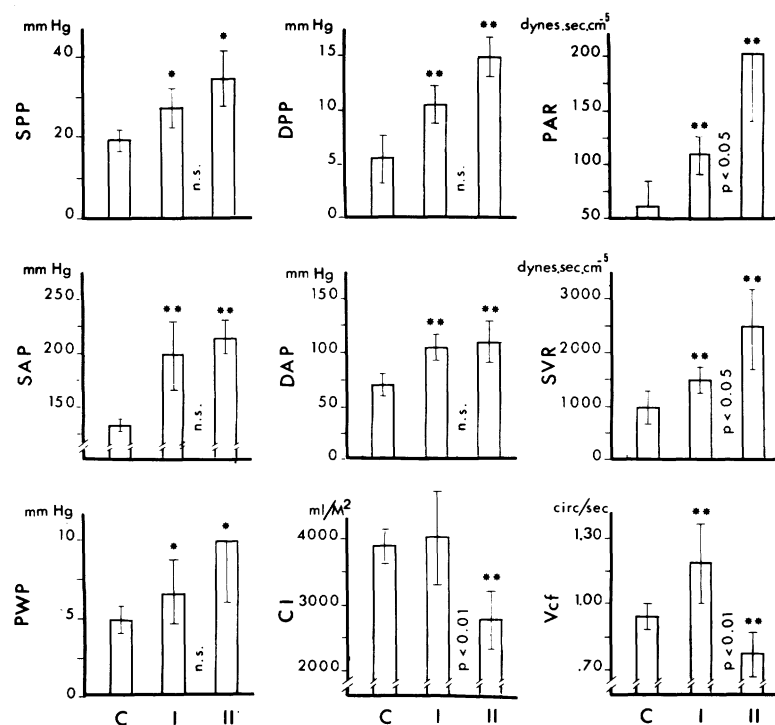 mm Hg
SPP
40
20
0
*
*
n.s.
mm Hg
DPP
15
10
5
0
**
**
n.s.
dynes.sec.cm-5
PAR
200
150
100
50
**
**
p < 0.05
mm Hg
SAP
250
200
150
**
**
n.s.
mm Hg
DAP
150
100
50
0
**
**
n.s.
dynes.sec.cm-5
SVR
3000
2000
1000
0
**
**
p < 0.05
mm Hg
PWP
10
5
0
*
*
n.s.
C I II
ml/M2
CI
4000
3000
2000
**
p < 0.01
C I II
circ/sec
Vcf
1,30
1,00
.70
**
**
p < 0.01
C I II